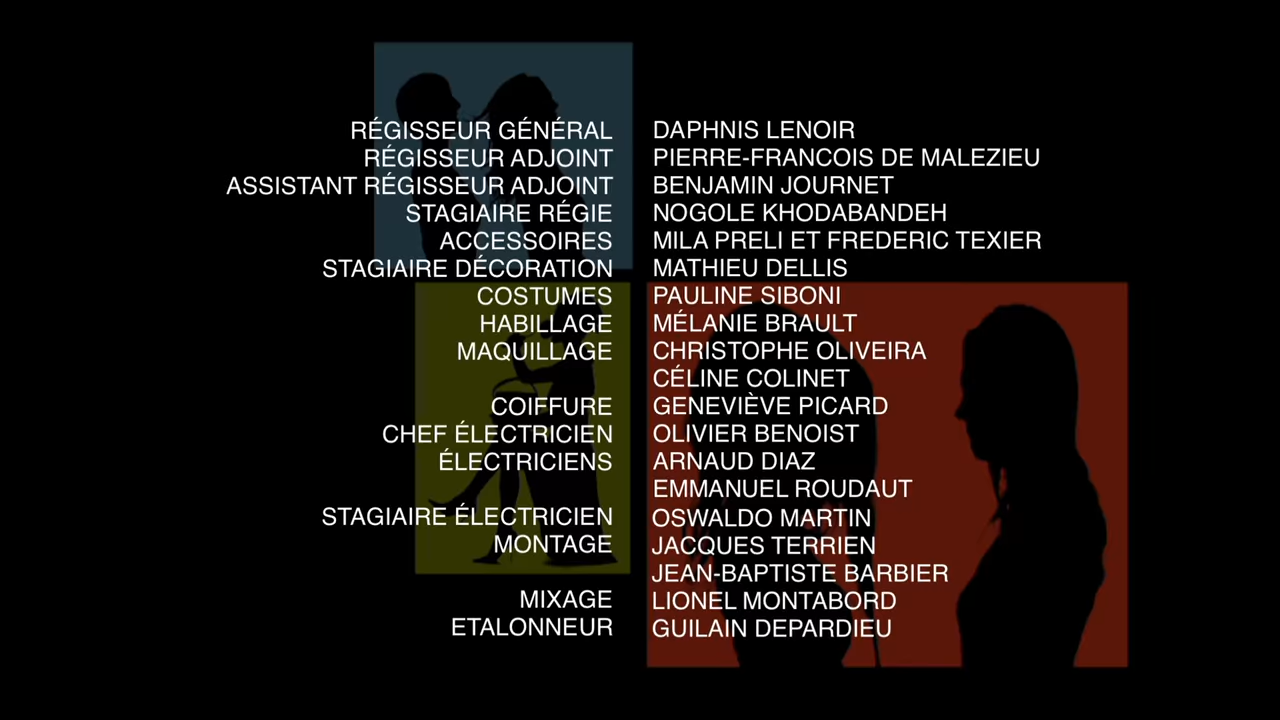 RÉGISSEUR GÉNÉRAL DAPHNIS LENOIR
RÉGISSEUR ADJOINT PIERRE-FRANCOIS DE MALEZIEU
ASSISTANT RÉGISSEUR ADJOINT BENJAMIN JOURNET
STAGIAIRE RÉGIE NOGOLE KHODABANDEH
ACCESSOIRES MILA PRELI ET FREDERIC TEXIER
STAGIAIRE DÉCORATION MATHIEU DELLIS
COSTUMES PAULINE SIBONI
HABILLAGE MÉLANIE BRAULT
MAQUILLAGE CHRISTOPHE OLIVEIRA
CÉLINE COLINET
COIFFURE GENEVIÈVE PICARD
CHEF ÉLECTRICIEN OLIVIER BENOIST
ÉLECTRICIENS ARNAUD DIAZ
EMMANUEL ROUDAUT
STAGIAIRE ÉLECTRICIEN OSWALDO MARTIN
MONTAGE JACQUES TERRIEN
JEAN-BAPTISTE BARBIER
MIXAGE LIONEL MONTABORD
ETALONNEUR GUILAIN DEPARDIEU